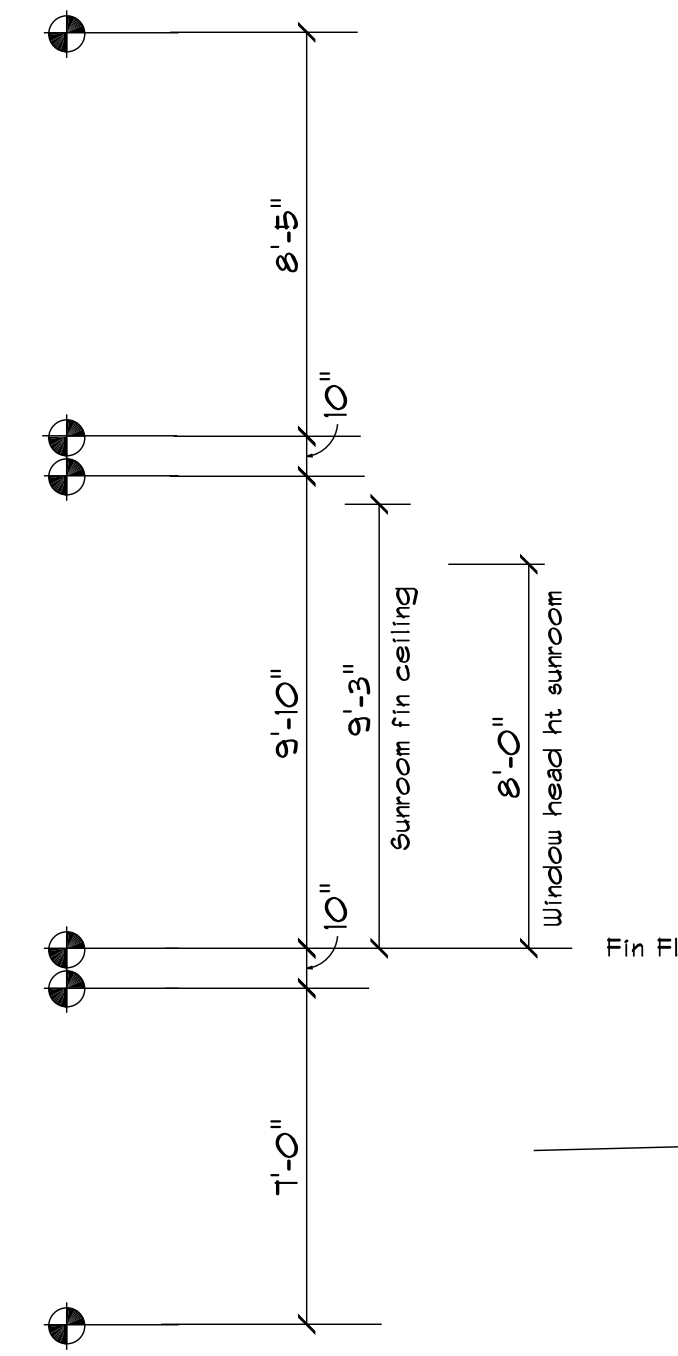 8'-5"
10"
9'-10"
9'-3"
Sunroom fin ceiling
8'-0"
Window head ht sunroom
10"
Fin Fl
7'-0"